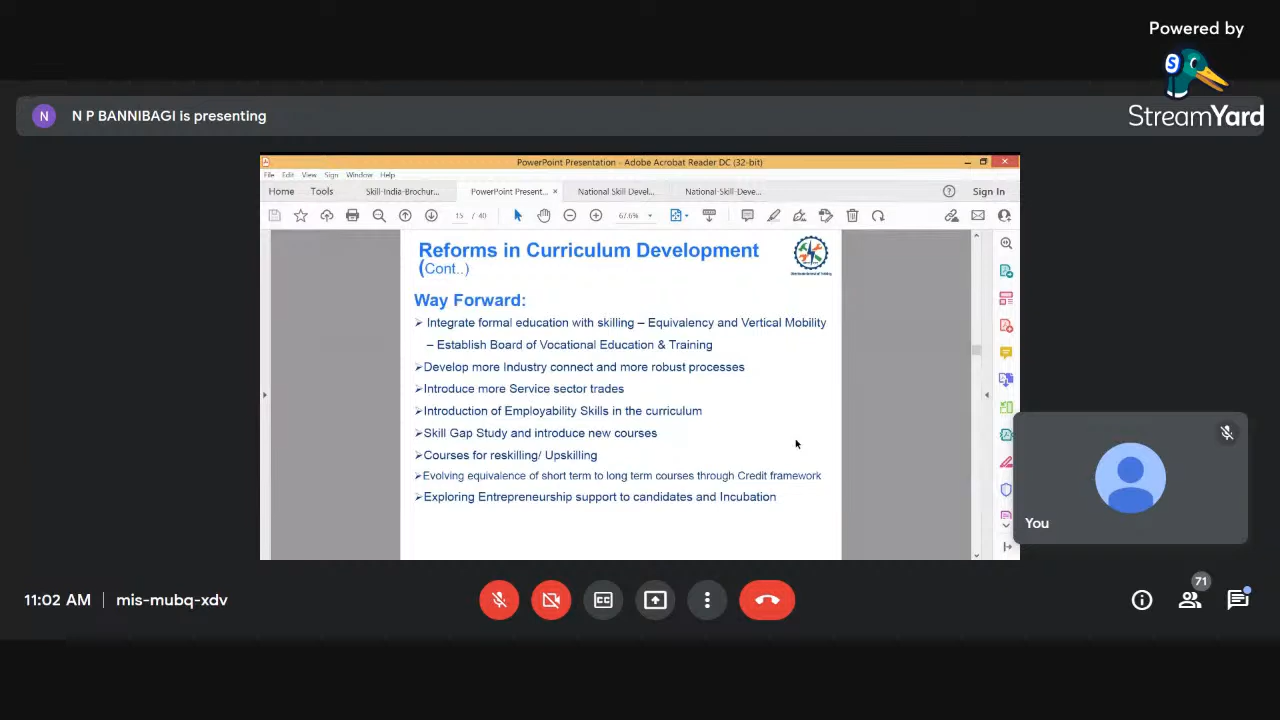 Powered by
S
StreamYard
N
N P BANNIBAGI is presenting
PowerPoint Presentation - Adobe Acrobat Reader DC (32-bit)
File Edit View Sign Window Help
Home Tools Skill-India-Brochur... PowerPoint Present... × National Skill Devel... National-Skill-Deve... Sign In
15 / 40 67.6%
Reforms in Curriculum Development
(Cont..)
Way Forward:
➢ Integrate formal education with skilling – Equivalency and Vertical Mobility
– Establish Board of Vocational Education & Training
➢Develop more Industry connect and more robust processes
➢Introduce more Service sector trades
➢Introduction of Employability Skills in the curriculum
➢Skill Gap Study and introduce new courses
➢Courses for reskilling/ Upskilling
➢Evolving equivalence of short term to long term courses through Credit framework
➢Exploring Entrepreneurship support to candidates and Incubation
You
11:02 AM | mis-mubq-xdv
71